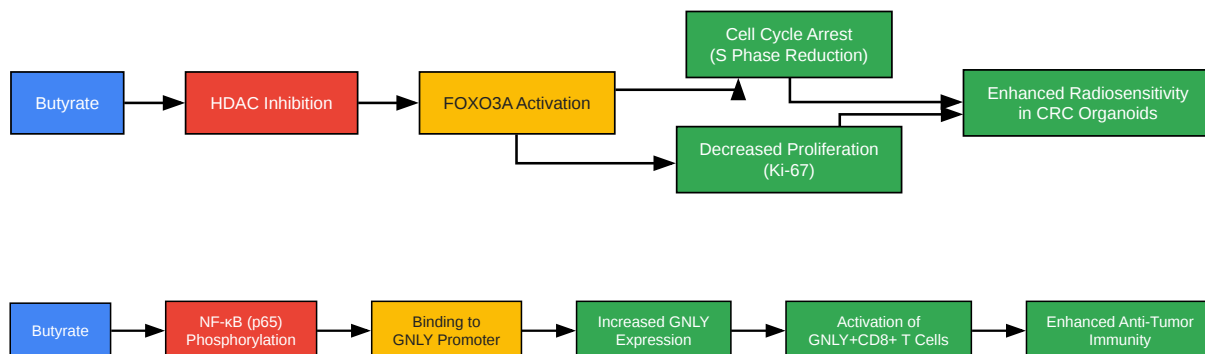 Cell Cycle Arrest
(S Phase Reduction)
Butyrate
HDAC Inhibition
FOXO3A Activation
Enhanced Radiosensitivity
in CRC Organoids
Decreased Proliferation
(Ki-67)
Butyrate
NF-κB (p65)
Phosphorylation
Binding to
GNLY Promoter
Increased GNLY
Expression
Activation of
GNLY+CD8+ T Cells
Enhanced Anti-Tumor
Immunity